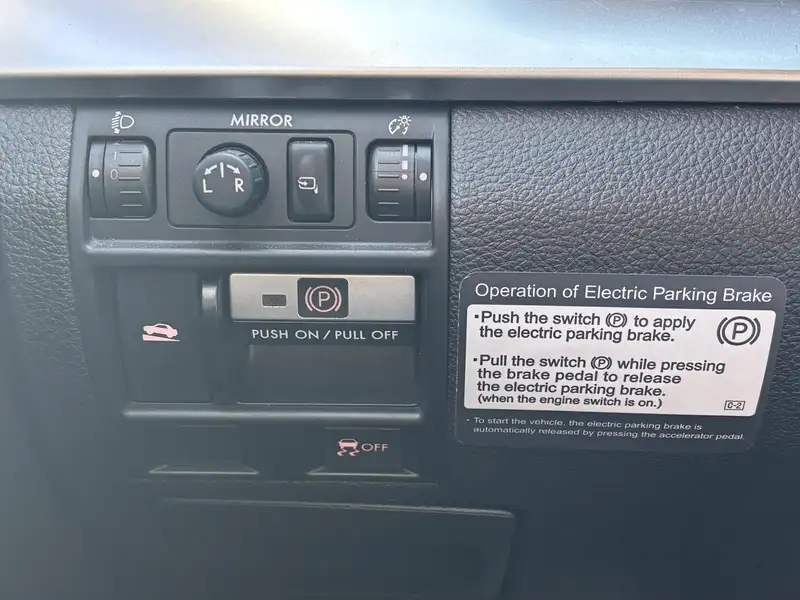 MIRROR
1
0
L R
P
PUSH ON / PULL OFF
OFF
Operation of Electric Parking Brake
•Push the switch (P) to apply
the electric parking brake.
(P)
•Pull the switch (P) while pressing
the brake pedal to release
the electric parking brake.
(when the engine switch is on.)
C-2
• To start the vehicle, the electric parking brake is
automatically released by pressing the accelerator pedal.